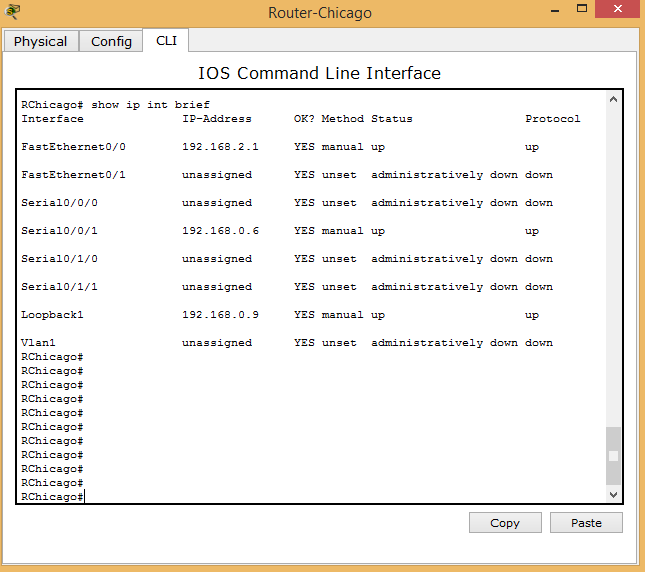 Router-Chicago
Physical Config CLI
IOS Command Line Interface
RChicago# show ip int brief
Interface IP-Address OK? Method Status Protocol
FastEthernet0/0 192.168.2.1 YES manual up up
FastEthernet0/1 unassigned YES unset administratively down down
Serial0/0/0 unassigned YES unset administratively down down
Serial0/0/1 192.168.0.6 YES manual up up
Serial0/1/0 unassigned YES unset administratively down down
Serial0/1/1 unassigned YES unset administratively down down
Loopback1 192.168.0.9 YES manual up up
Vlan1 unassigned YES unset administratively down down
RChicago#
RChicago#
RChicago#
RChicago#
RChicago#
RChicago#
RChicago#
RChicago#
RChicago#
RChicago#
RChicago#
Copy Paste